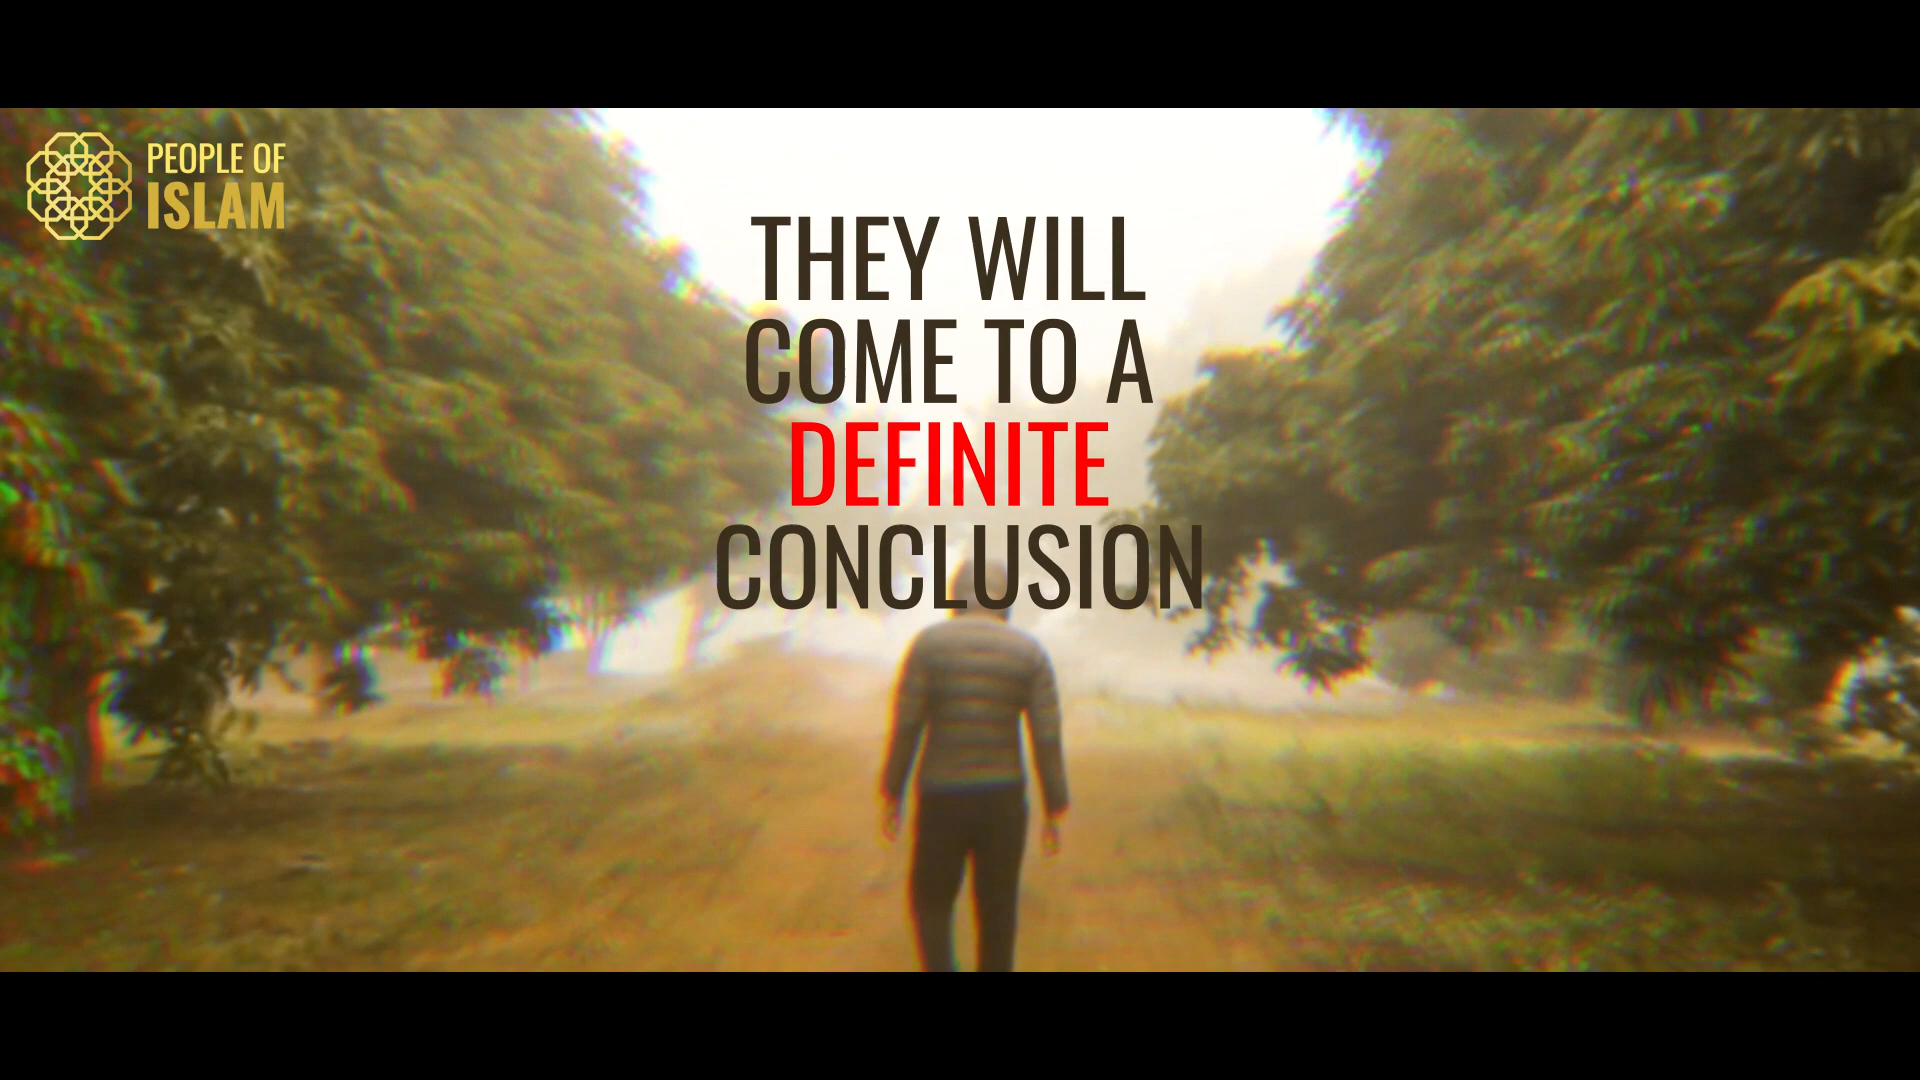 PEOPLE OF
ISLAM
THEY WILL
COME TO A
DEFINITE
CONCLUSION